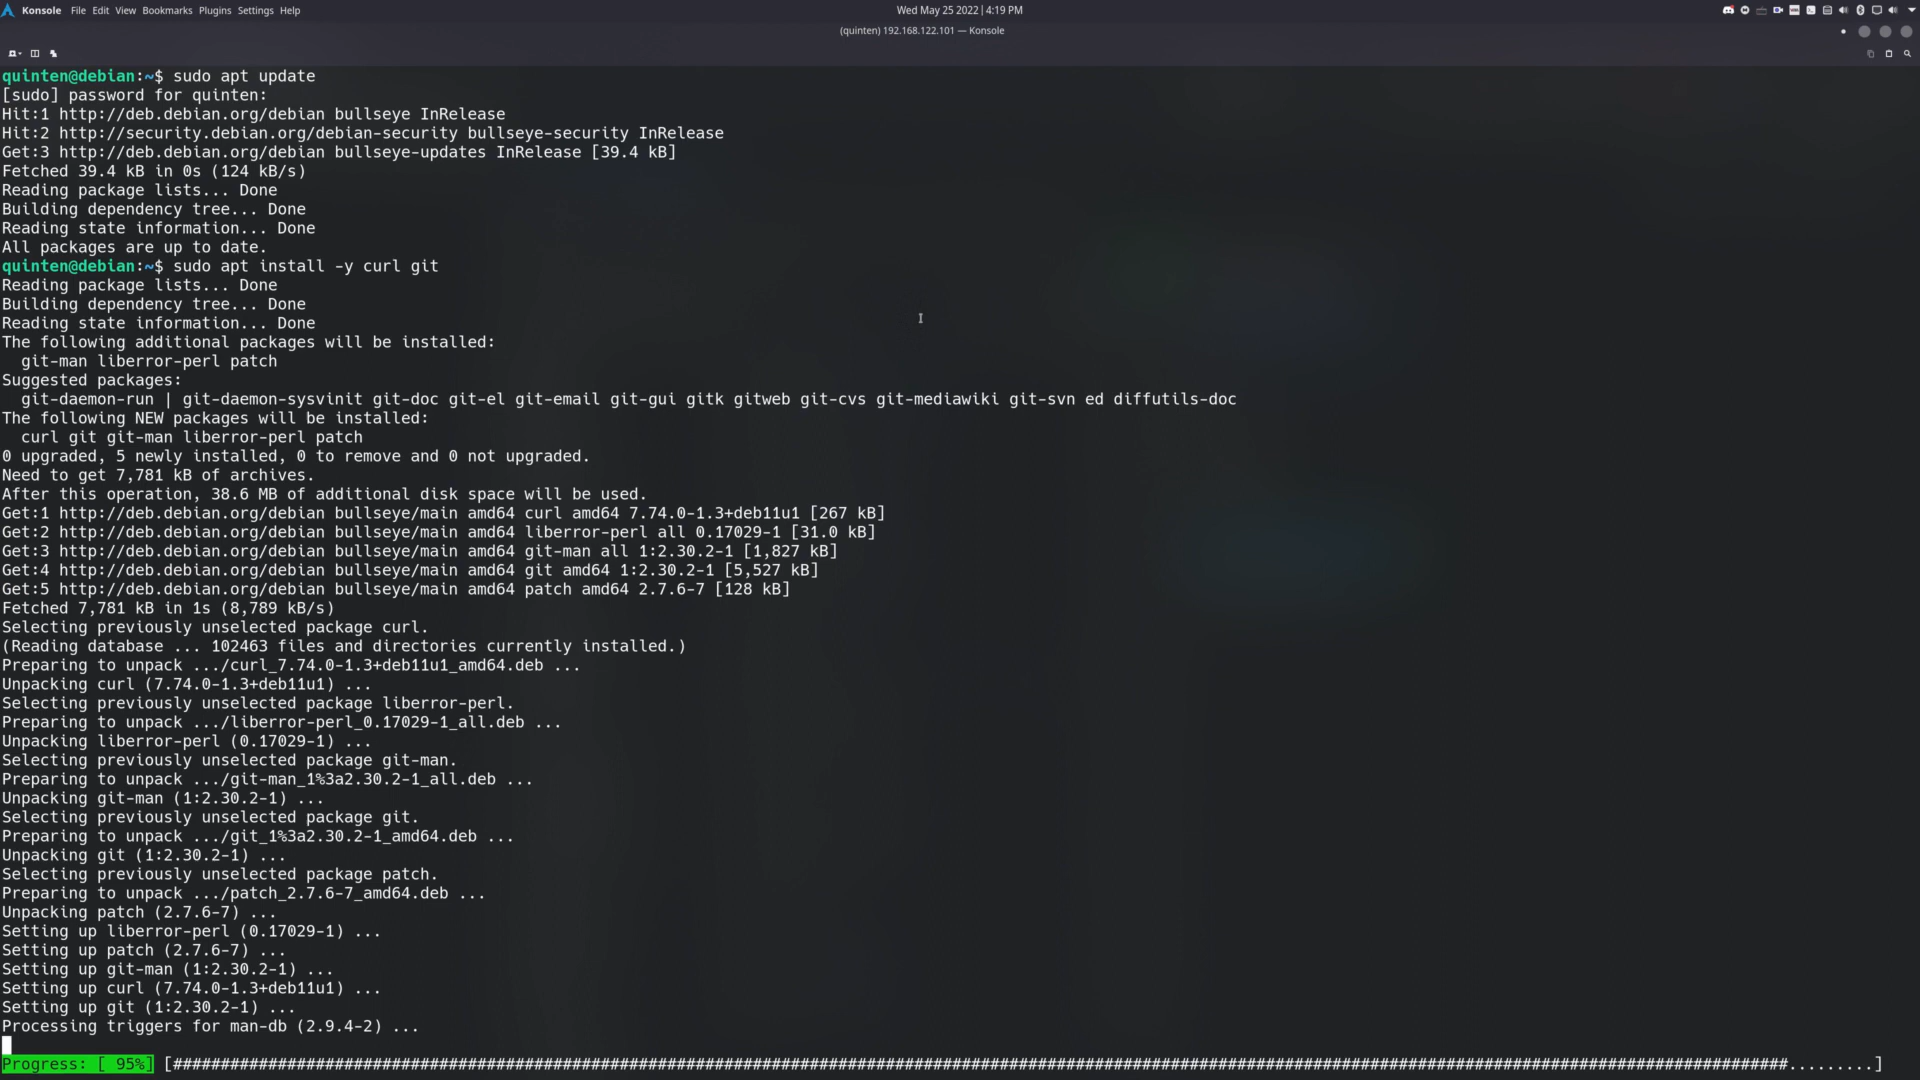 Konsole File Edit View Bookmarks Plugins Settings Help
Wed May 25 2022 | 4:19 PM
(quinten) 192.168.122.101 — Konsole
quinten@debian:~$ sudo apt update
[sudo] password for quinten:
Hit:1 http://deb.debian.org/debian bullseye InRelease
Hit:2 http://security.debian.org/debian-security bullseye-security InRelease
Get:3 http://deb.debian.org/debian bullseye-updates InRelease [39.4 kB]
Fetched 39.4 kB in 0s (124 kB/s)
Reading package lists... Done
Building dependency tree... Done
Reading state information... Done
All packages are up to date.
quinten@debian:~$ sudo apt install -y curl git
Reading package lists... Done
Building dependency tree... Done
Reading state information... Done
The following additional packages will be installed:
  git-man liberror-perl patch
Suggested packages:
  git-daemon-run | git-daemon-sysvinit git-doc git-el git-email git-gui gitk gitweb git-cvs git-mediawiki git-svn ed diffutils-doc
The following NEW packages will be installed:
  curl git git-man liberror-perl patch
0 upgraded, 5 newly installed, 0 to remove and 0 not upgraded.
Need to get 7,781 kB of archives.
After this operation, 38.6 MB of additional disk space will be used.
Get:1 http://deb.debian.org/debian bullseye/main amd64 curl amd64 7.74.0-1.3+deb11u1 [267 kB]
Get:2 http://deb.debian.org/debian bullseye/main amd64 liberror-perl all 0.17029-1 [31.0 kB]
Get:3 http://deb.debian.org/debian bullseye/main amd64 git-man all 1:2.30.2-1 [1,827 kB]
Get:4 http://deb.debian.org/debian bullseye/main amd64 git amd64 1:2.30.2-1 [5,527 kB]
Get:5 http://deb.debian.org/debian bullseye/main amd64 patch amd64 2.7.6-7 [128 kB]
Fetched 7,781 kB in 1s (8,789 kB/s)
Selecting previously unselected package curl.
(Reading database ... 102463 files and directories currently installed.)
Preparing to unpack .../curl_7.74.0-1.3+deb11u1_amd64.deb ...
Unpacking curl (7.74.0-1.3+deb11u1) ...
Selecting previously unselected package liberror-perl.
Preparing to unpack .../liberror-perl_0.17029-1_all.deb ...
Unpacking liberror-perl (0.17029-1) ...
Selecting previously unselected package git-man.
Preparing to unpack .../git-man_1%3a2.30.2-1_all.deb ...
Unpacking git-man (1:2.30.2-1) ...
Selecting previously unselected package git.
Preparing to unpack .../git_1%3a2.30.2-1_amd64.deb ...
Unpacking git (1:2.30.2-1) ...
Selecting previously unselected package patch.
Preparing to unpack .../patch_2.7.6-7_amd64.deb ...
Unpacking patch (2.7.6-7) ...
Setting up liberror-perl (0.17029-1) ...
Setting up patch (2.7.6-7) ...
Setting up git-man (1:2.30.2-1) ...
Setting up curl (7.74.0-1.3+deb11u1) ...
Setting up git (1:2.30.2-1) ...
Processing triggers for man-db (2.9.4-2) ...
Progress: [ 95%] [##########################################################################################################################################################################.........]